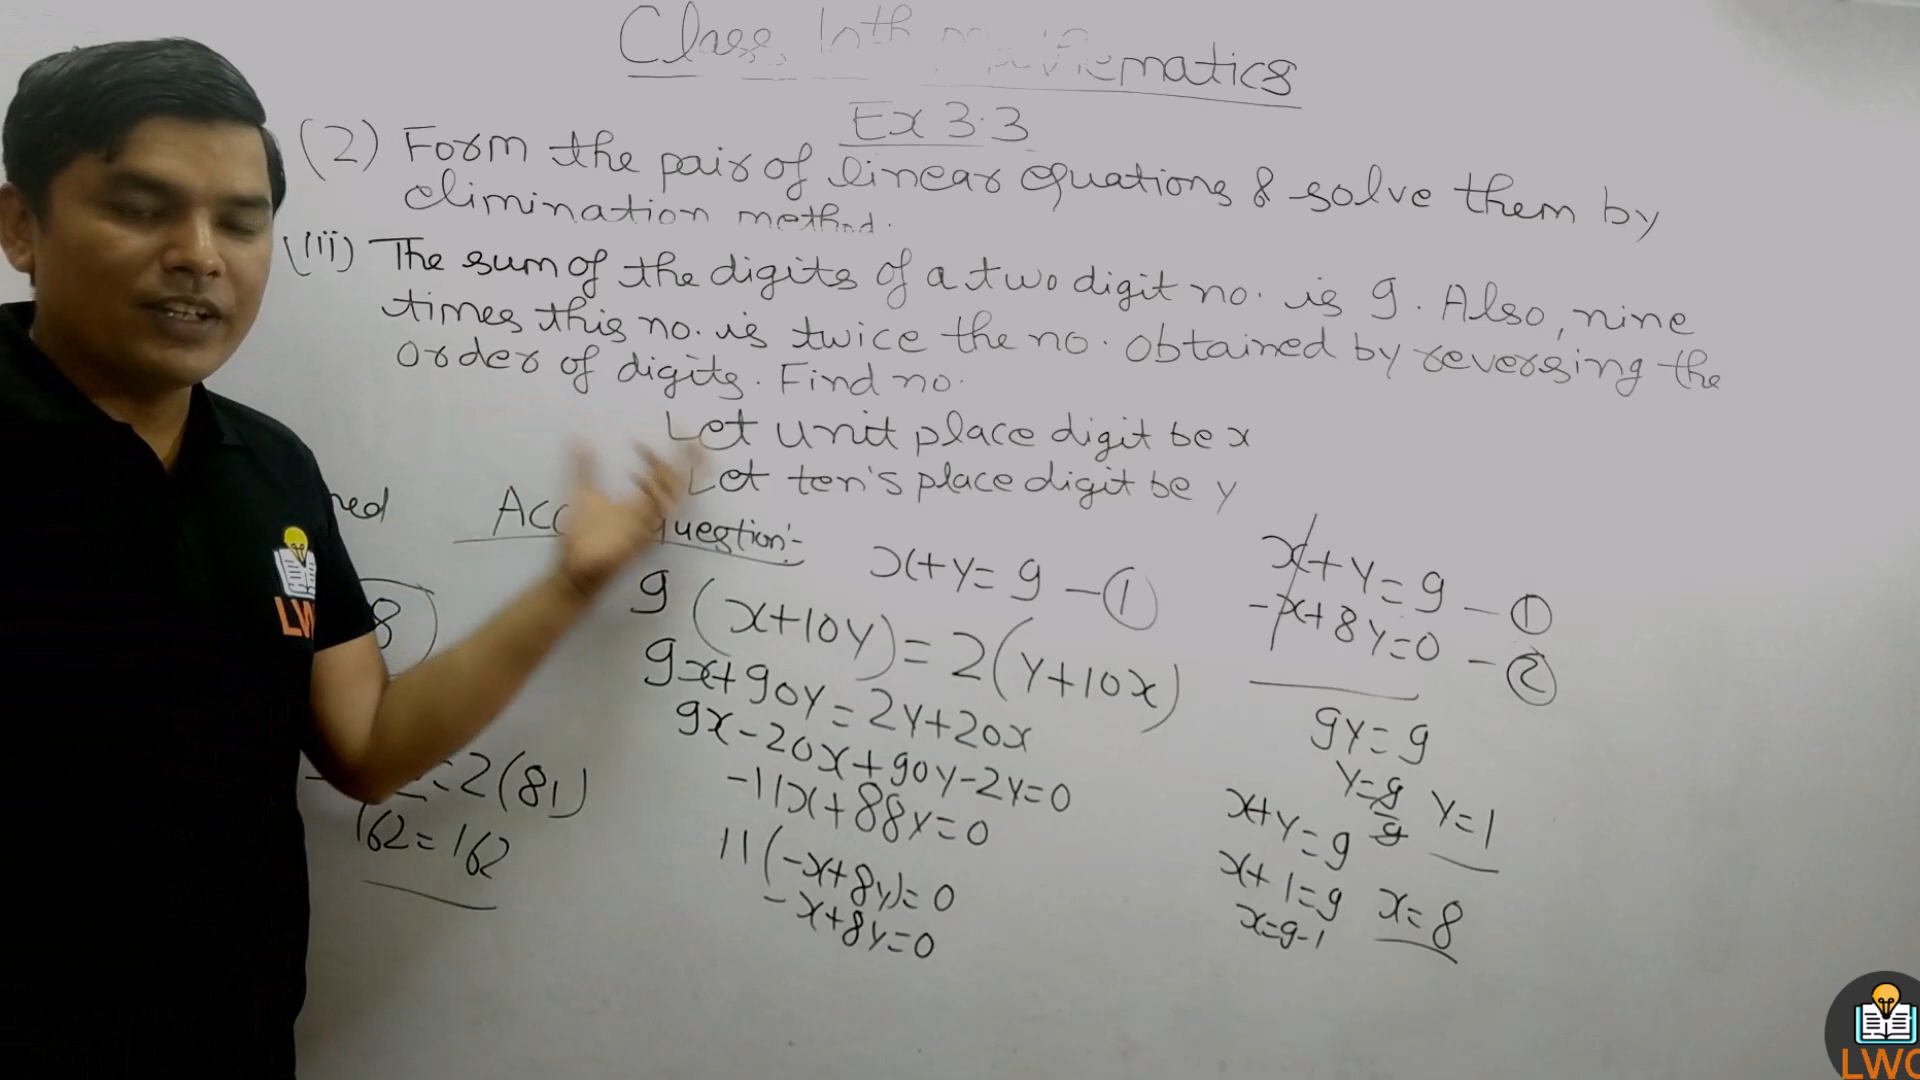 Class 10th mathematics
Ex 3.3
(2) Form the pair of linear equations & solve them by
elimination method.
(iii) The sum of the digits of a two digit no. is 9. Also, nine
times this no. is twice the no. obtained by reversing the
order of digits. Find no.
Let unit place digit be x
Let ten's place digit be y
question:-
x+y=9 -①
9(x+10y)=2(y+10x)
9x+90y=2y+20x
9x-20x+90y-2y=0
-11x+88y=0
11(-x+8y)=0
-x+8y=0
x+y=9 -①
-x+8y=0 -②
9y=9
y=9/9 y=1
x+y=9
x+1=9
x=9-1
x=8
8
=2(81)
162=162
LWC